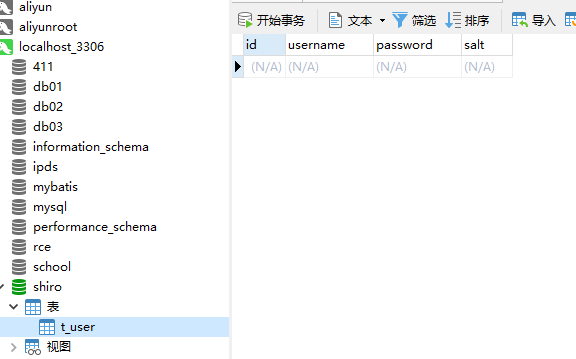 aliyun
aliyunroot
localhost_3306
411
db01
db02
db03
information_schema
ipds
mybatis
mysql
performance_schema
rce
school
shiro
表
t_user
视图
开始事务 文本 筛选 排序 导入
id username password salt
(N/A) (N/A) (N/A) (N/A)